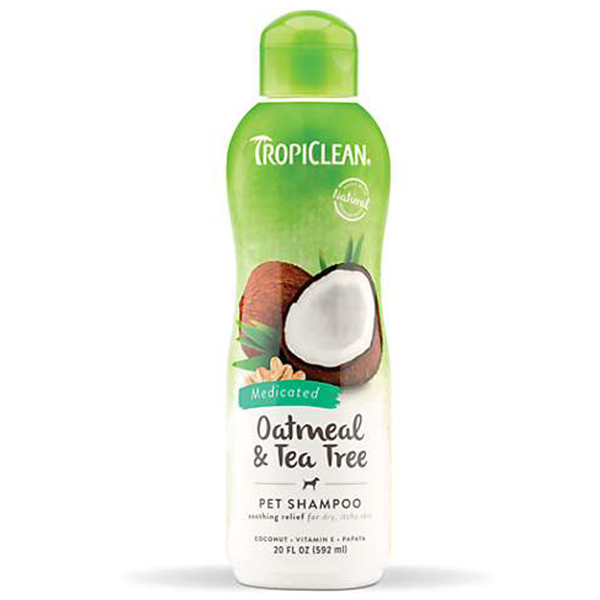 TROPICLEAN
Natural
Medicated
Oatmeal
& Tea Tree
PET SHAMPOO
soothing relief for dry, itchy skin
COCONUT • VITAMIN E • PAPAYA
20 FL OZ (592 ml)